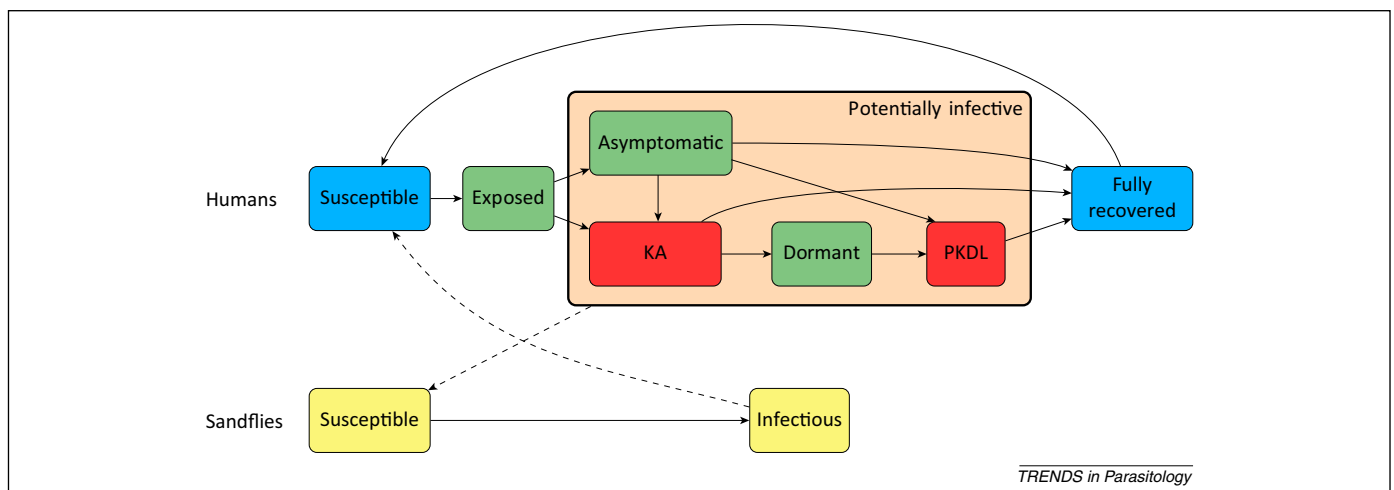 Potentially infective
Asymptomatic
Humans
Susceptible
Exposed
Fully
recovered
KA
Dormant
PKDL
Sandflies
Susceptible
Infectious
TRENDS in Parasitology